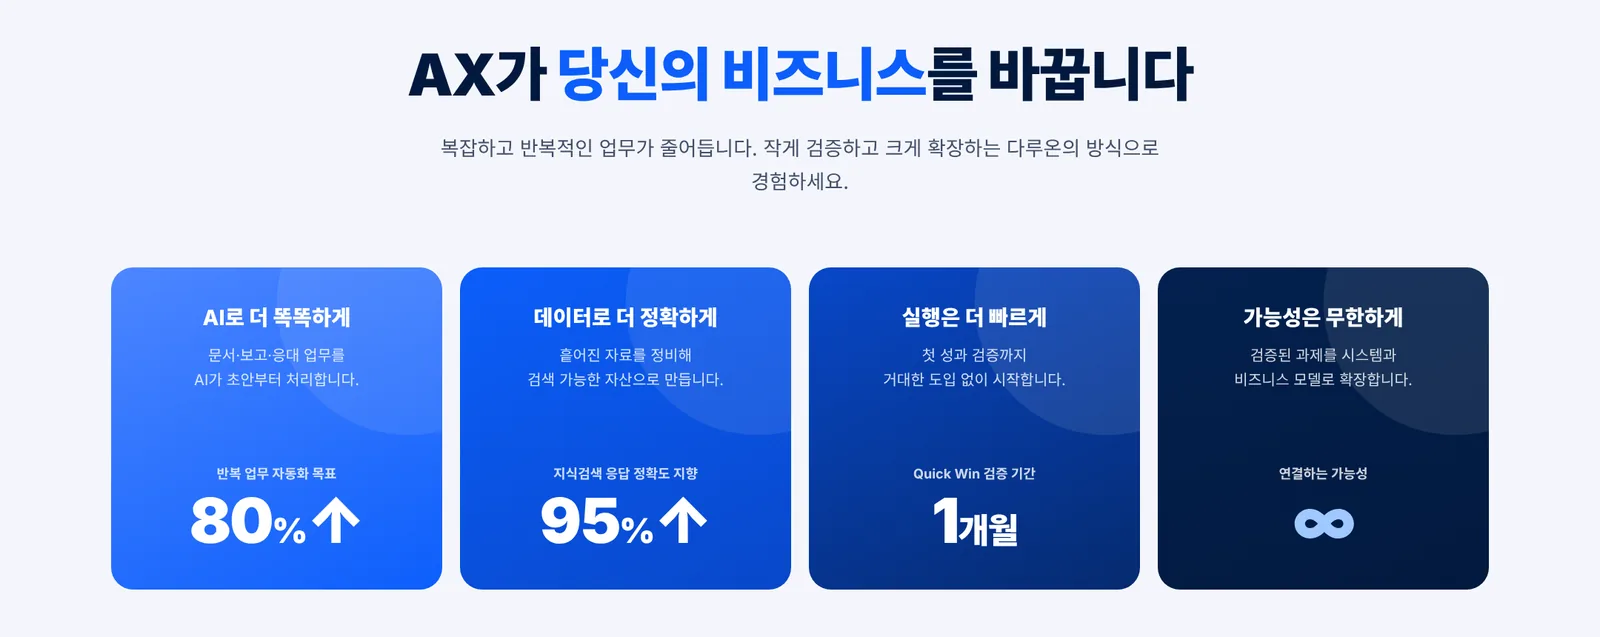 AX가 당신의 비즈니스를 바꿉니다
복잡하고 반복적인 업무가 줄어듭니다. 작게 검증하고 크게 확장하는 다루온의 방식으로
경험하세요.
AI로 더 똑똑하게
문서·보고·응대 업무를
AI가 초안부터 처리합니다.
반복 업무 자동화 목표
80%↑
데이터로 더 정확하게
흩어진 자료를 정비해
검색 가능한 자산으로 만듭니다.
지식검색 응답 정확도 지향
95%↑
실행은 더 빠르게
첫 성과 검증까지
거대한 도입 없이 시작합니다.
Quick Win 검증 기간
1개월
가능성은 무한하게
검증된 과제를 시스템과
비즈니스 모델로 확장합니다.
연결하는 가능성
∞